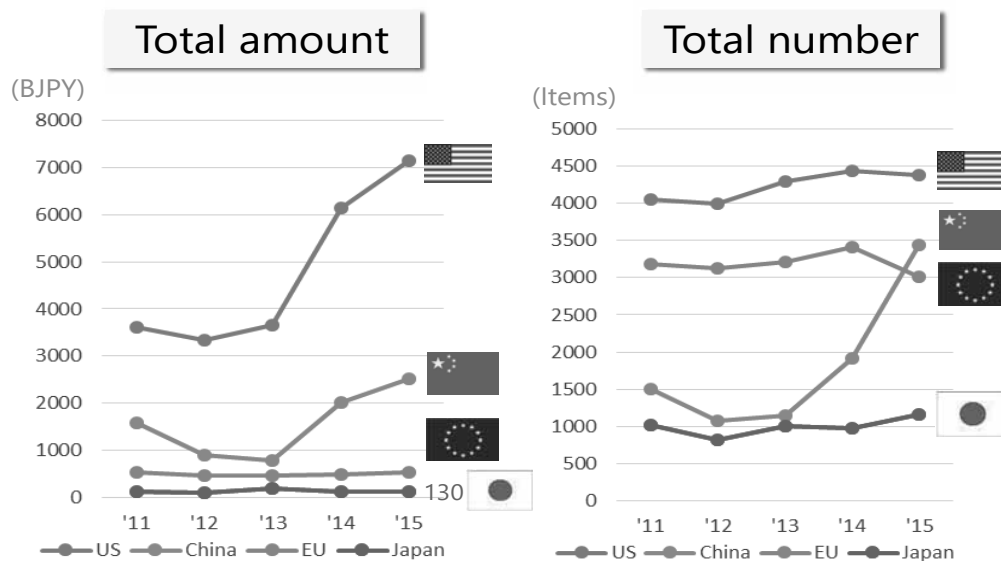 Total amount
(BJPY)
8000
7000
6000
5000
4000
3000
2000
1000
0
'11 '12 '13 '14 '15
130
US China EU Japan
Total number
(Items)
5000
4500
4000
3500
3000
2500
2000
1500
1000
500
0
'11 '12 '13 '14 '15
US China EU Japan